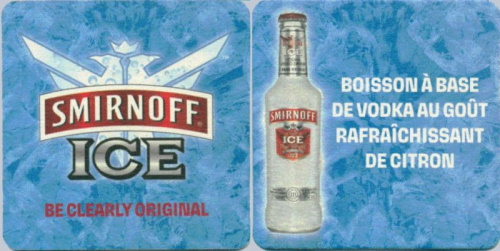 SMIRNOFF
ICE
BE CLEARLY ORIGINAL
SMIRNOFF
ICE
BOISSON À BASE
DE VODKA AU GOÛT
RAFRAÎCHISSANT
DE CITRON